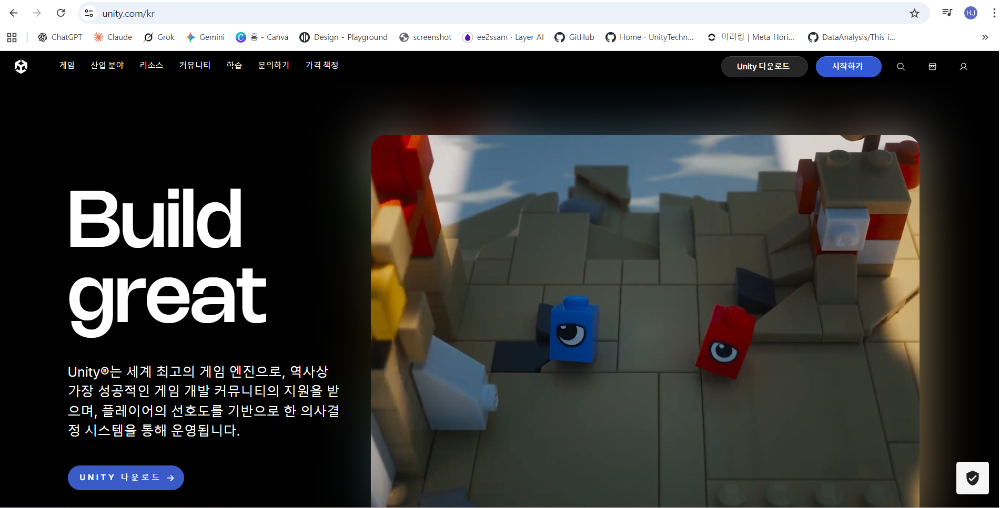 unity.com/kr
HJ
ChatGPT Claude Grok Gemini 홈 - Canva Design - Playground screenshot ee2ssam · Layer AI GitHub Home · UnityTechn... 미러링 | Meta Hori... DataAnalysis/This i...
게임 산업 분야 리소스 커뮤니티 학습 문의하기 가격 책정 Unity 다운로드 시작하기
Build
great
Unity®는 세계 최고의 게임 엔진으로, 역사상
가장 성공적인 게임 개발 커뮤니티의 지원을 받
으며, 플레이어의 선호도를 기반으로 한 의사결
정 시스템을 통해 운영됩니다.
UNITY 다운로드 →